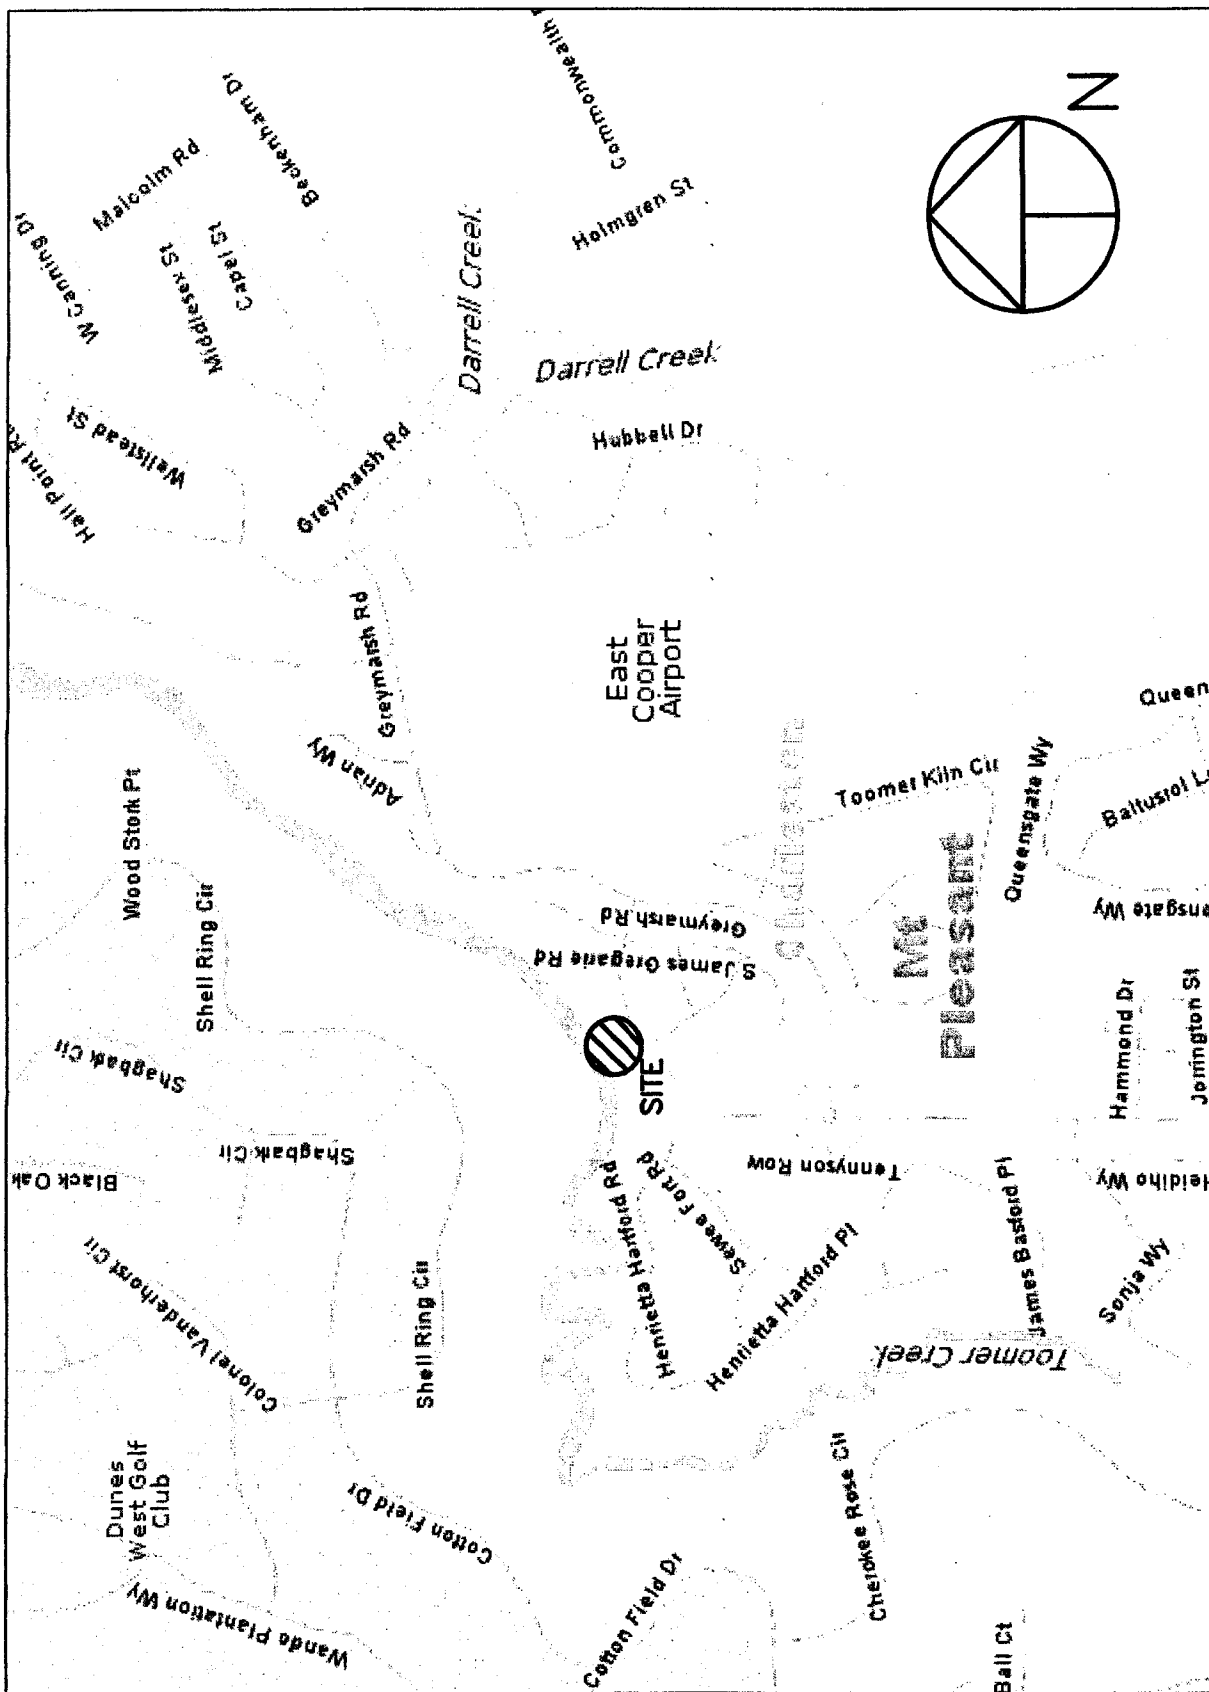 Commonwealth
Beckenham Dr
Malcolm Rd
W Canning Dr
Middlesex St
Capel St
Holmgren St
N
Darrell Creek
Darrell Creek
Hall Point
Wellstead St
Greymarsh Rd
Hubbell Dr
Greymarsh Rd
Adrian Wy
East
Cooper
Airport
Wood Stork Pt
Shell Ring Cir
Toomer Kiln Cir
Queensgate Wy
Queen
Baltusrol
Greymarsh Rd
S James Gregarie Rd
Mt
Pleasant
ensgate Wy
Shagbark Cir
SITE
Hammond Dr
Jorrington St
Black Oak
Shagbark Cir
Henrietta Hartford Rd
Sewee Fort Rd
Tennyson Row
James Basford Pl
Heidiho Wy
Colonel Vanderhorst Cir
Shell Ring Cir
Henrietta Hartford Pl
Sonja Wy
Toomer Creek
Dunes
West Golf
Club
Cotton Field Dr
Wando Plantation Wy
Cotton Field Dr
Cherokee Rose Cir
Ball Ct